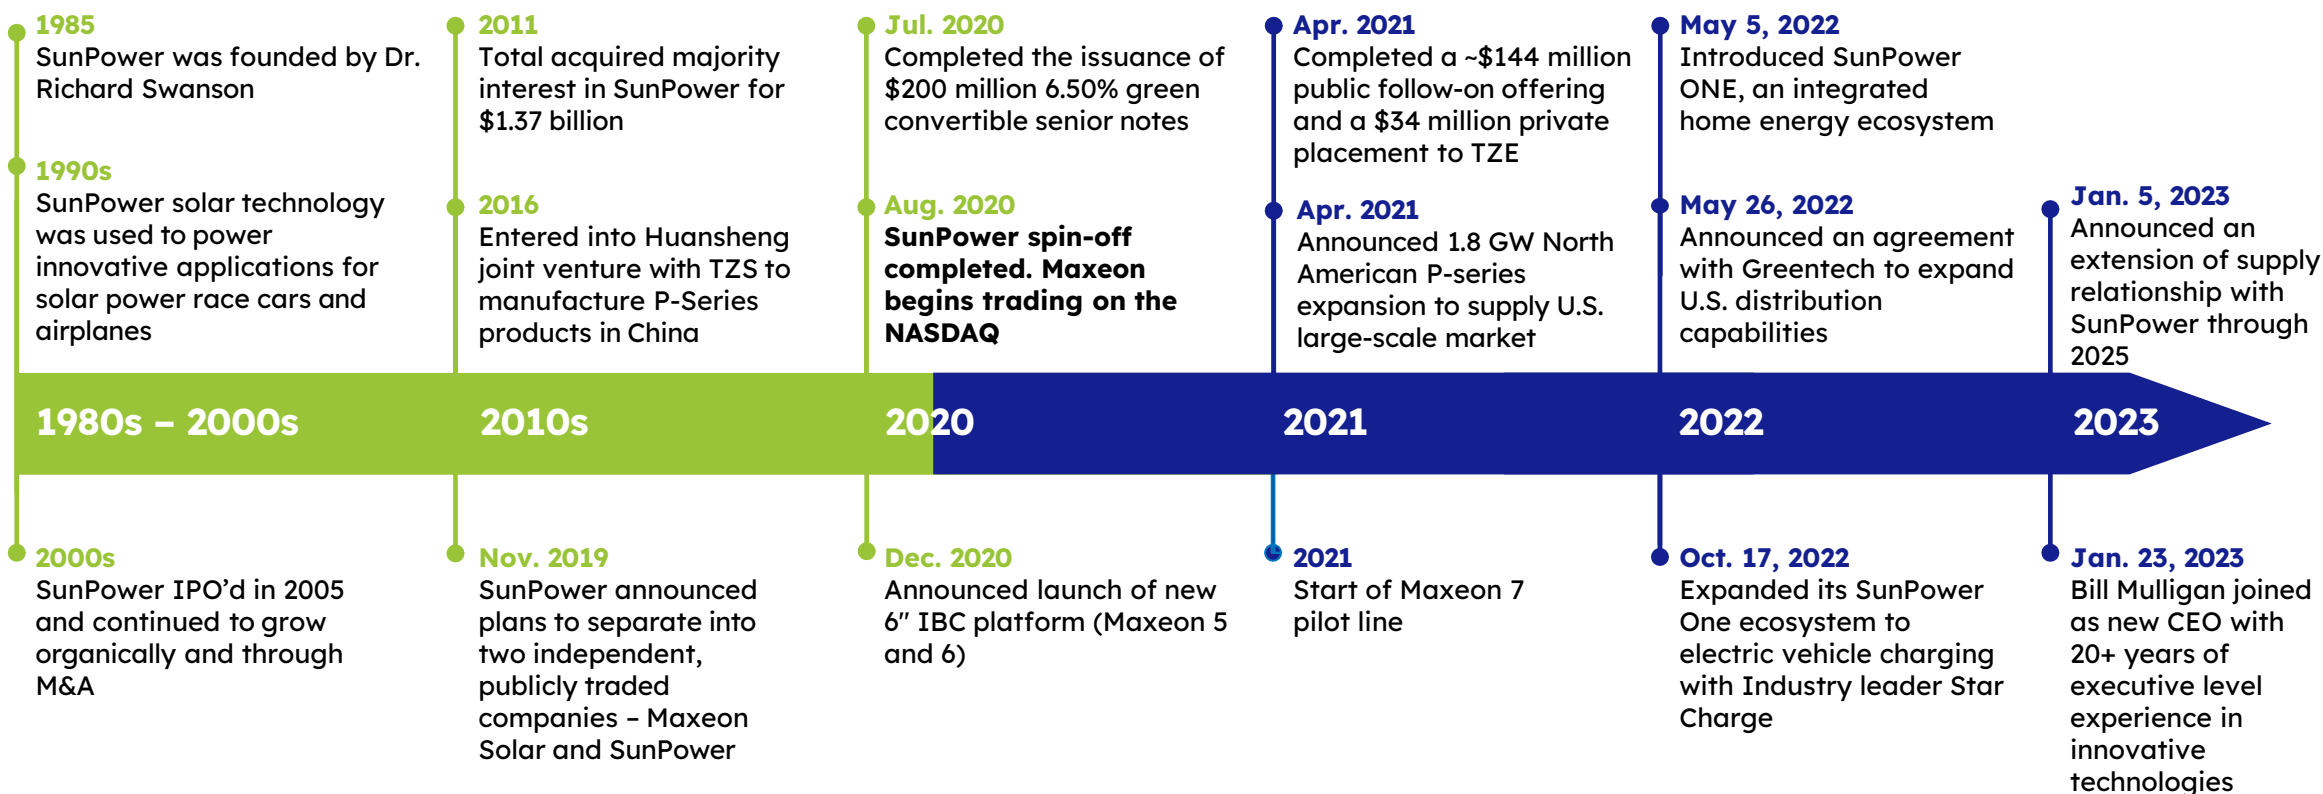 1985
SunPower was founded by Dr.
Richard Swanson
1990s
SunPower solar technology
was used to power
innovative applications for
solar power race cars and
airplanes
2011
Total acquired majority
interest in SunPower for
$1.37 billion
2016
Entered into Huansheng
joint venture with TZS to
manufacture P-Series
products in China
Jul. 2020
Completed the issuance of
$200 million 6.50% green
convertible senior notes
Aug. 2020
SunPower spin-off
completed. Maxeon
begins trading on the
NASDAQ
Apr. 2021
Completed a ~$144 million
public follow-on offering
and a $34 million private
placement to TZE
Apr. 2021
Announced 1.8 GW North
American P-series
expansion to supply U.S.
large-scale market
May 5, 2022
Introduced SunPower
ONE, an integrated
home energy ecosystem
May 26, 2022
Announced an agreement
with Greentech to expand
U.S. distribution
capabilities
Jan. 5, 2023
Announced an
extension of supply
relationship with
SunPower through
2025
1980s – 2000s
2010s
2020
2021
2022
2023
2000s
SunPower IPO’d in 2005
and continued to grow
organically and through
M&A
Nov. 2019
SunPower announced
plans to separate into
two independent,
publicly traded
companies – Maxeon
Solar and SunPower
Dec. 2020
Announced launch of new
6" IBC platform (Maxeon 5
and 6)
2021
Start of Maxeon 7
pilot line
Oct. 17, 2022
Expanded its SunPower
One ecosystem to
electric vehicle charging
with Industry leader Star
Charge
Jan. 23, 2023
Bill Mulligan joined
as new CEO with
20+ years of
executive level
experience in
innovative
technologies